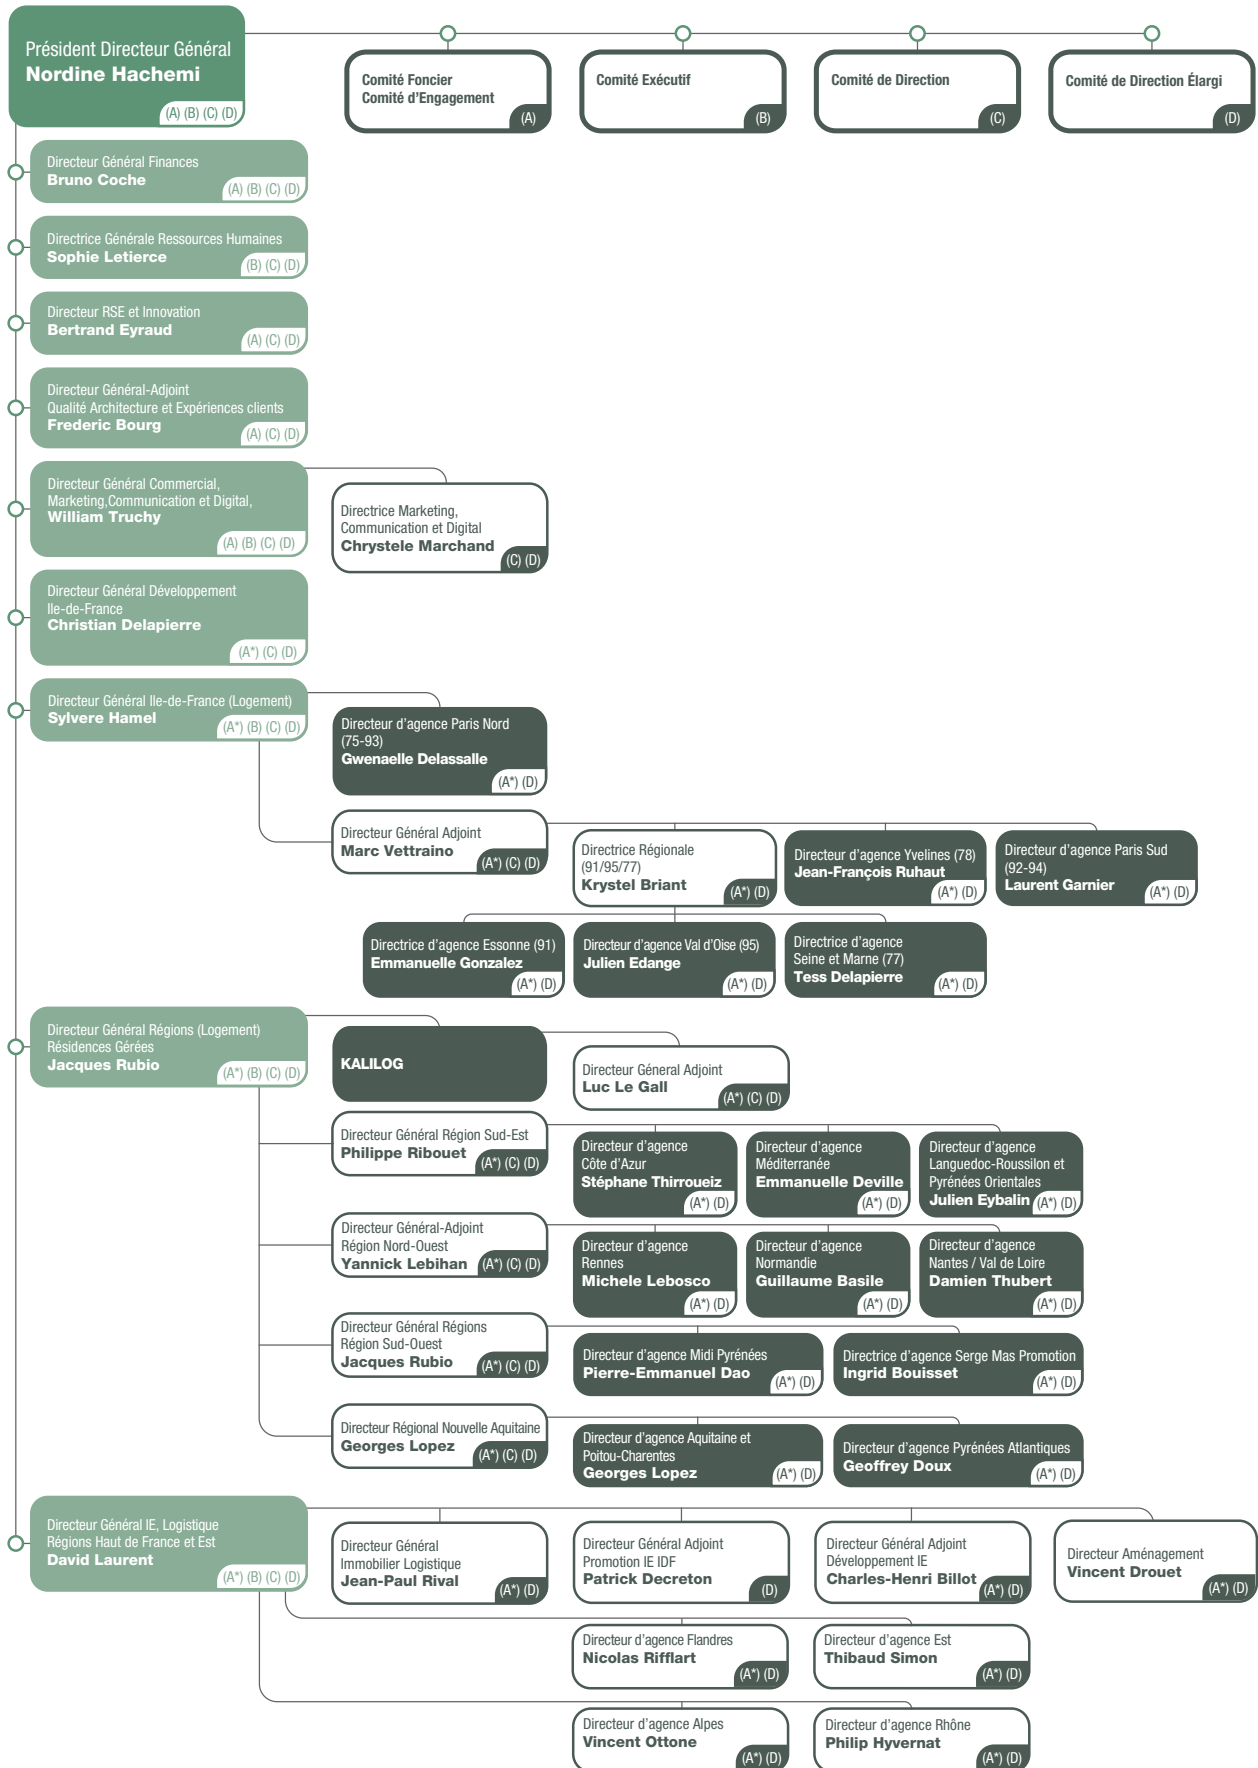 Président Directeur Général
Nordine Hachemi
(A) (B) (C) (D)
Comité Foncier
Comité d'Engagement
(A)
Comité Exécutif
(B)
Comité de Direction
(C)
Comité de Direction Élargi
(D)
Directeur Général Finances
Bruno Coche
(A) (B) (C) (D)
Directrice Générale Ressources Humaines
Sophie Letierce
(B) (C) (D)
Directeur RSE et Innovation
Bertrand Eyraud
(A) (C) (D)
Directeur Général-Adjoint
Qualité Architecture et Expériences clients
Frederic Bourg
(A) (C) (D)
Directeur Général Commercial,
Marketing,Communication et Digital,
William Truchy
(A) (B) (C) (D)
Directrice Marketing,
Communication et Digital
Chrystele Marchand
(C) (D)
Directeur Général Développement
Ile-de-France
Christian Delapierre
(A*) (C) (D)
Directeur Général Ile-de-France (Logement)
Sylvere Hamel
(A*) (B) (C) (D)
Directeur d'agence Paris Nord
(75-93)
Gwenaelle Delassalle
(A*) (D)
Directeur Général Adjoint
Marc Vettraino
(A*) (C) (D)
Directrice Régionale
(91/95/77)
Krystel Briant
(A*) (D)
Directeur d'agence Yvelines (78)
Jean-François Ruhaut
(A*) (D)
Directeur d'agence Paris Sud
(92-94)
Laurent Garnier
(A*) (D)
Directrice d'agence Essonne (91)
Emmanuelle Gonzalez
(A*) (D)
Directeur d'agence Val d'Oise (95)
Julien Edange
(A*) (D)
Directrice d'agence
Seine et Marne (77)
Tess Delapierre
(A*) (D)
Directeur Général Régions (Logement)
Résidences Gérées
Jacques Rubio
(A*) (B) (C) (D)
KALILOG
Directeur Géneral Adjoint
Luc Le Gall
(A*) (C) (D)
Directeur Général Région Sud-Est
Philippe Ribouet
(A*) (C) (D)
Directeur d'agence
Côte d'Azur
Stéphane Thirroueiz
(A*) (D)
Directeur d'agence
Méditerranée
Emmanuelle Deville
(A*) (D)
Directeur d'agence
Languedoc-Roussilon et
Pyrénées Orientales
Julien Eybalin
(A*) (D)
Directeur Général-Adjoint
Région Nord-Ouest
Yannick Lebihan
(A*) (C) (D)
Directeur d'agence
Rennes
Michele Lebosco
(A*) (D)
Directeur d'agence
Normandie
Guillaume Basile
(A*) (D)
Directeur d'agence
Nantes / Val de Loire
Damien Thubert
(A*) (D)
Directeur Général Régions
Région Sud-Ouest
Jacques Rubio
(A*) (C) (D)
Directeur d'agence Midi Pyrénées
Pierre-Emmanuel Dao
(A*) (D)
Directrice d'agence Serge Mas Promotion
Ingrid Bouisset
(A*) (D)
Directeur Régional Nouvelle Aquitaine
Georges Lopez
(A*) (C) (D)
Directeur d'agence Aquitaine et
Poitou-Charentes
Georges Lopez
(A*) (D)
Directeur d'agence Pyrénées Atlantiques
Geoffrey Doux
(A*) (D)
Directeur Général IE, Logistique
Régions Haut de France et Est
David Laurent
(A*) (B) (C) (D)
Directeur Général
Immobilier Logistique
Jean-Paul Rival
(A*) (D)
Directeur Général Adjoint
Promotion IE IDF
Patrick Decreton
(D)
Directeur Général Adjoint
Développement IE
Charles-Henri Billot
(A*) (D)
Directeur Aménagement
Vincent Drouet
(A*) (D)
Directeur d'agence Flandres
Nicolas Rifflart
(A*) (D)
Directeur d'agence Est
Thibaud Simon
(A*) (D)
Directeur d'agence Alpes
Vincent Ottone
(A*) (D)
Directeur d'agence Rhône
Philip Hyvernat
(A*) (D)